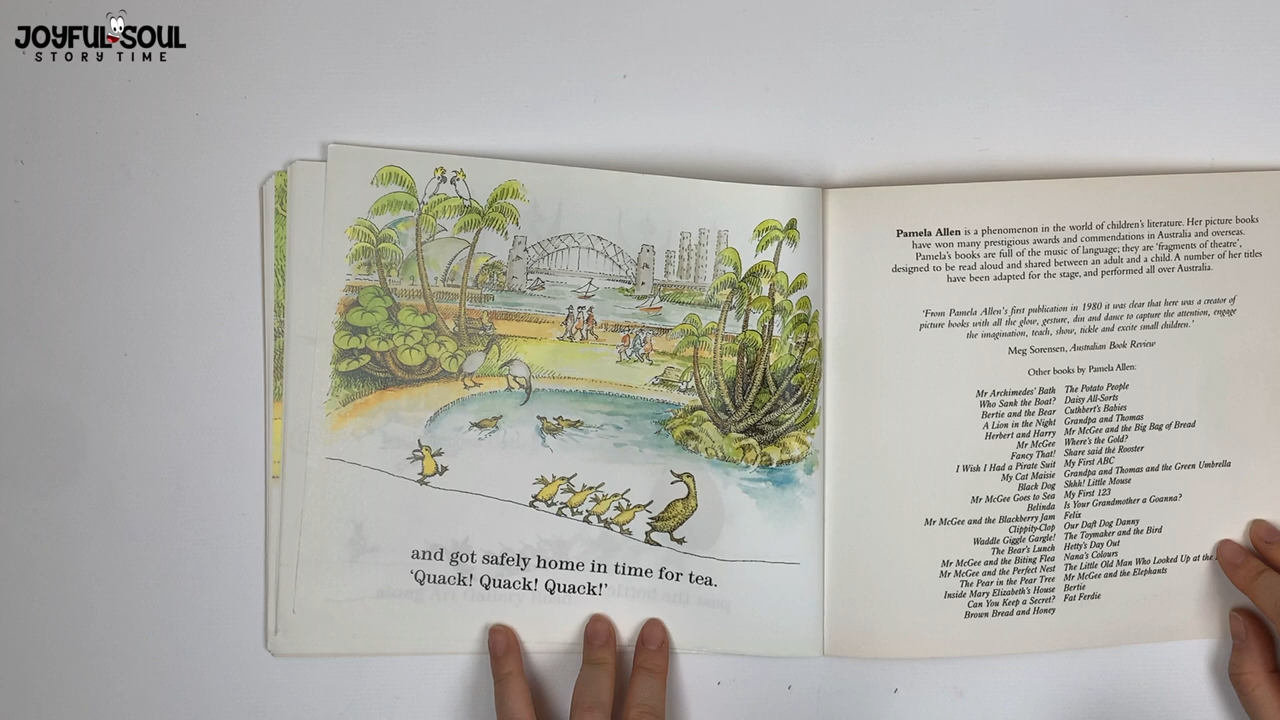 JOYFUL SOUL
STORY TIME
and got safely home in time for tea.
'Quack! Quack! Quack!'
Pamela Allen is a phenomenon in the world of children's literature. Her picture books
have won many prestigious awards and commendations in Australia and overseas.
Pamela's books are full of the music of language; they are 'fragments of theatre',
designed to be read aloud and shared between an adult and a child. A number of her titles
have been adapted for the stage, and performed all over Australia.
'From Pamela Allen's first publication in 1980 it was clear that here was a creator of
picture books with all the glow, gesture, din and dance to capture the attention, engage
the imagination, teach, show, tickle and excite small children.'
Meg Sorensen, Australian Book Review
Other books by Pamela Allen:
Mr Archimedes' Bath
Who Sank the Boat?
Bertie and the Bear
A Lion in the Night
Herbert and Harry
Mr McGee
Fancy That!
I Wish I Had a Pirate Suit
My Cat Maisie
Black Dog
Mr McGee Goes to Sea
Belinda
Mr McGee and the Blackberry Jam
Clippity-Clop
Waddle Giggle Gargle!
The Bear's Lunch
Mr McGee and the Biting Flea
Mr McGee and the Perfect Nest
The Pear in the Pear Tree
Inside Mary Elizabeth's House
Can You Keep a Secret?
Brown Bread and Honey
The Potato People
Daisy All-Sorts
Cuthbert's Babies
Grandpa and Thomas
Mr McGee and the Big Bag of Bread
Where's the Gold?
Share said the Rooster
My First ABC
Grandpa and Thomas and the Green Umbrella
Shhh! Little Mouse
My First 123
Is Your Grandmother a Goanna?
Felix
Our Daft Dog Danny
The Toymaker and the Bird
Hetty's Day Out
Nana's Colours
The Little Old Man Who Looked Up at the
Mr McGee and the Elephants
Bertie
Fat Ferdie